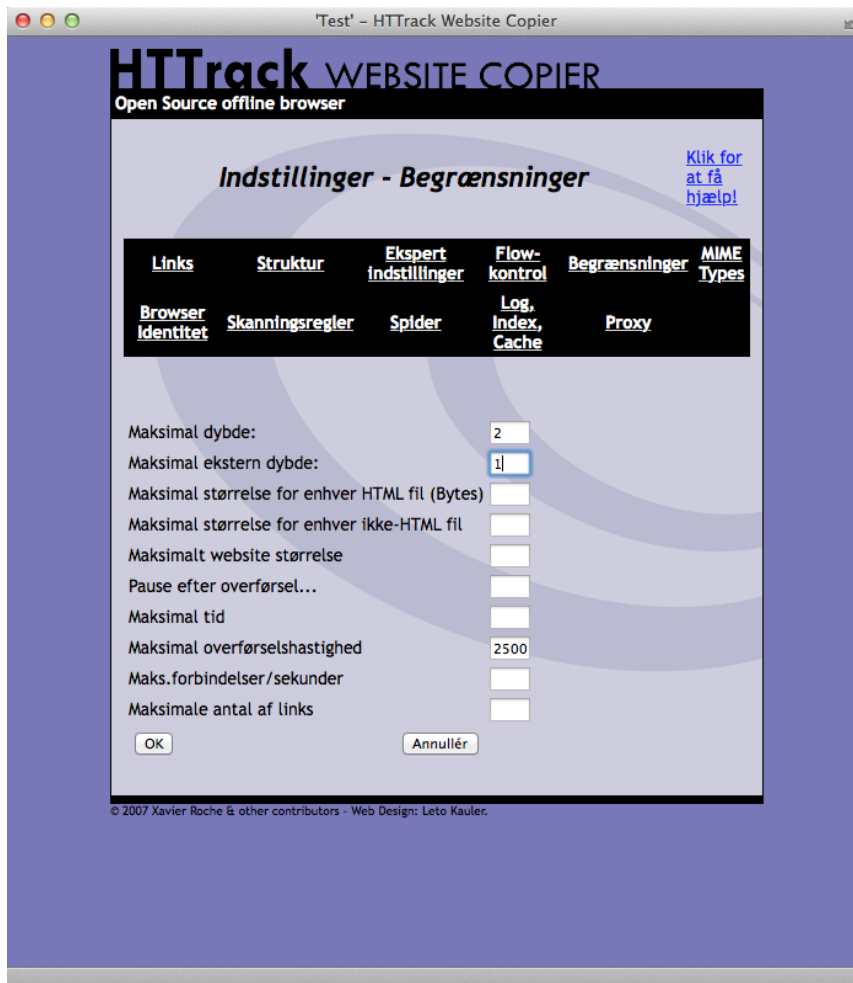 'Test' – HTTrack Website Copier
HTTrack WEBSITE COPIER
Open Source offline browser
Indstillinger - Begrænsninger
Klik for
at få
hjælp!
Links Struktur Ekspert indstillinger Flow-kontrol Begrænsninger MIME Types
Browser Identitet Skanningsregler Spider Log, Index, Cache Proxy
Maksimal dybde: 2
Maksimal ekstern dybde: 1
Maksimal størrelse for enhver HTML fil (Bytes)
Maksimal størrelse for enhver ikke-HTML fil
Maksimalt website størrelse
Pause efter overførsel...
Maksimal tid
Maksimal overførselshastighed 2500
Maks.forbindelser/sekunder
Maksimale antal af links
OK Annullér
© 2007 Xavier Roche & other contributors - Web Design: Leto Kauler.